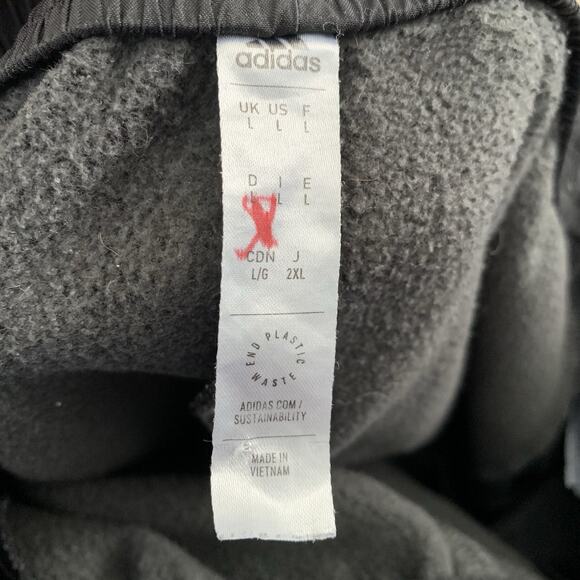 adidas
UK US F
L L L
D I E
L L L
CDN J
L/G 2XL
END PLASTIC WASTE
ADIDAS.COM/
SUSTAINABILITY
MADE IN
VIETNAM